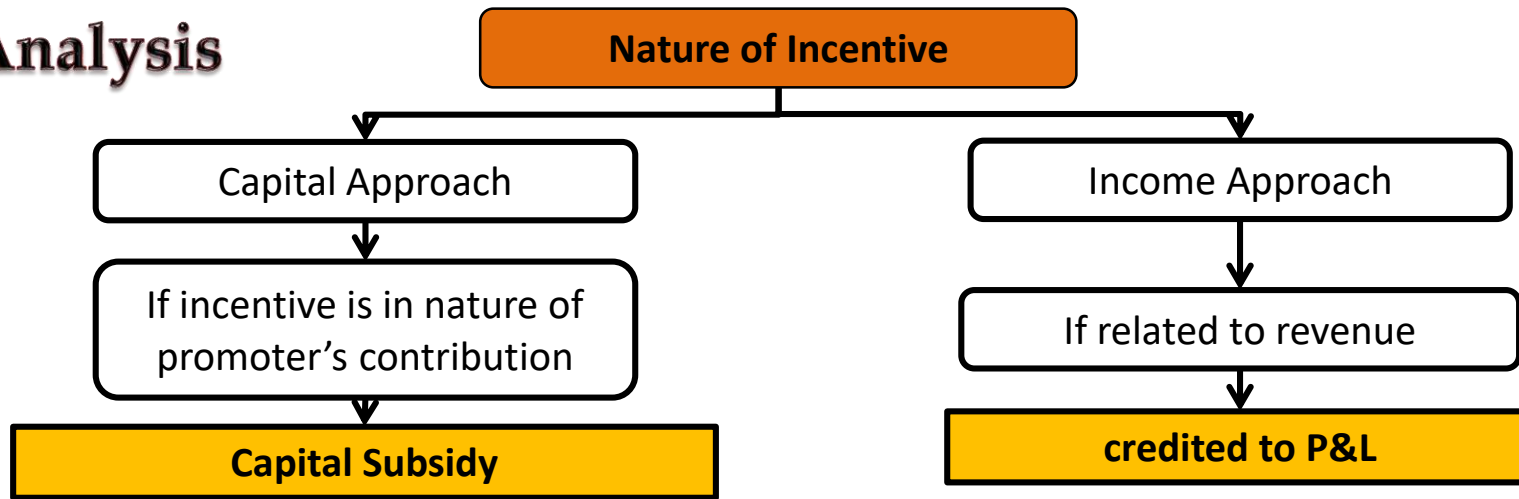 Analysis
Nature of Incentive
Capital Approach
Income Approach
If incentive is in nature of
promoter’s contribution
If related to revenue
Capital Subsidy
credited to P&L